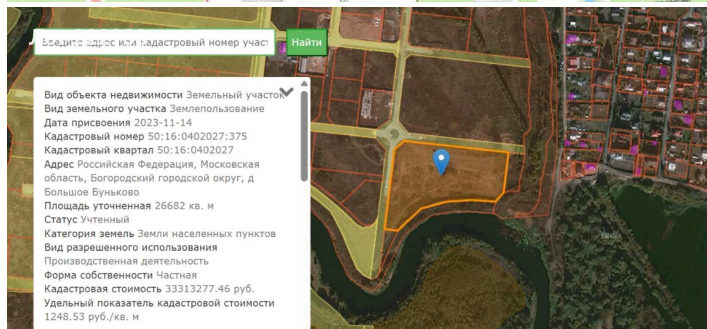 Введите адрес или кадастровый номер участ
Найти
Вид объекта недвижимости Земельный участок
Вид земельного участка Землепользование
Дата присвоения 2023-11-14
Кадастровый номер 50:16:0402027:375
Кадастровый квартал 50:16:0402027
Адрес Российская Федерация, Московская
область, Богородский городской округ, д
Большое Буньково
Площадь уточненная 26682 кв. м
Статус Учтенный
Категория земель Земли населенных пунктов
Вид разрешенного использования
Производственная деятельность
Форма собственности Частная
Кадастровая стоимость 33313277.46 руб.
Удельный показатель кадастровой стоимости
1248.53 руб./кв. м